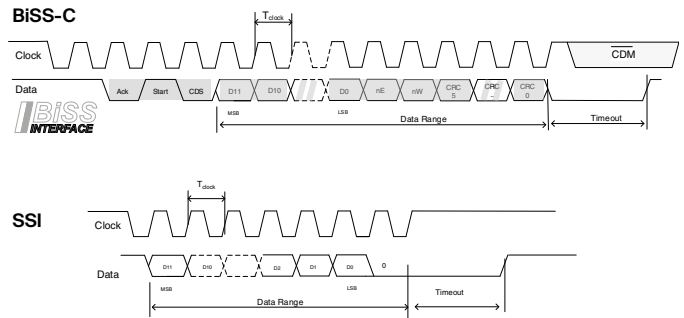 BiSS-C
Tclock
Clock
CDM
Data
Ack Start CDS D11 D10 D0 nE nW CRC 5 CRC - CRC 0
BiSS
INTERFACE
MSB LSB
Data Range
Timeout
Tclock
SSI
Clock
Data
D11 D10 D2 D1 D0 0
MSB LSB
Data Range
Timeout